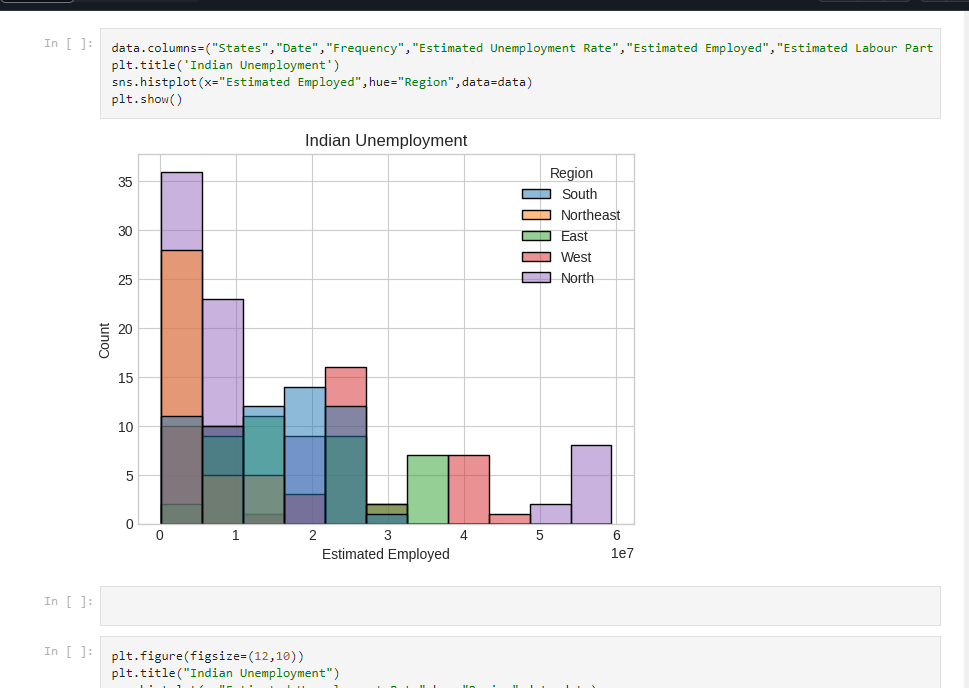 In [ ]:
data.columns=("States","Date","Frequency","Estimated Unemployment Rate","Estimated Employed","Estimated Labour Part
plt.title('Indian Unemployment')
sns.histplot(x="Estimated Employed",hue="Region",data=data)
plt.show()
Indian Unemployment
Region
South
Northeast
East
West
North
35
30
25
20
15
10
5
0
Count
0 1 2 3 4 5 6
1e7
Estimated Employed
In [ ]:
In [ ]:
plt.figure(figsize=(12,10))
plt.title("Indian Unemployment")